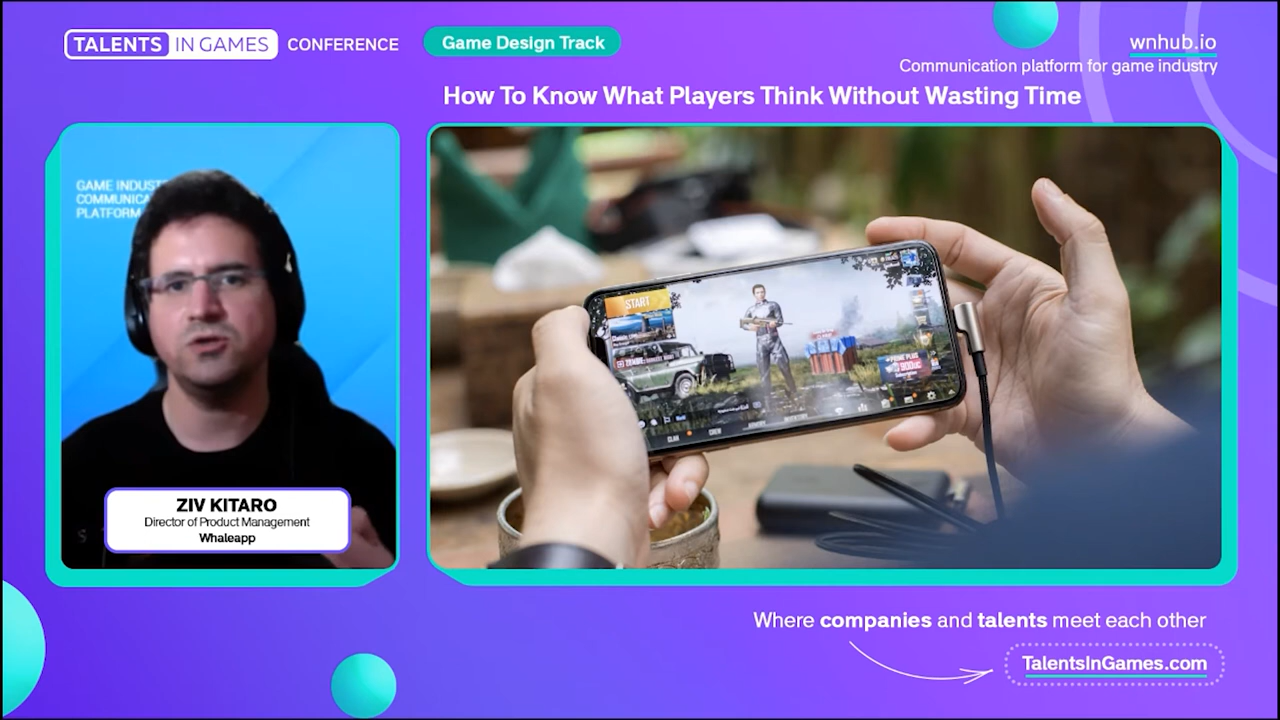 TALENTS IN GAMES CONFERENCE
Game Design Track
wnhub.io
Communication platform for game industry
How To Know What Players Think Without Wasting Time
GAME INDUST
COMMUNICA
PLATFORM
START
ZIV KITARO
Director of Product Management
Whaleapp
Where companies and talents meet each other
TalentsInGames.com